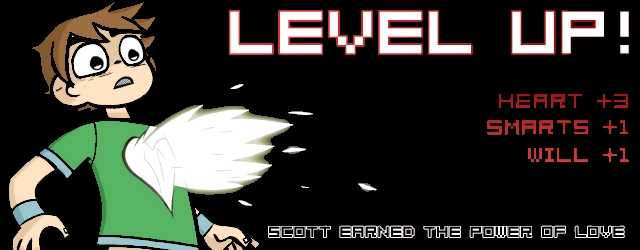 LEVEL UP!
HEART +3
SMARTS +1
WILL +1
SCOTT EARNED THE POWER OF LOVE